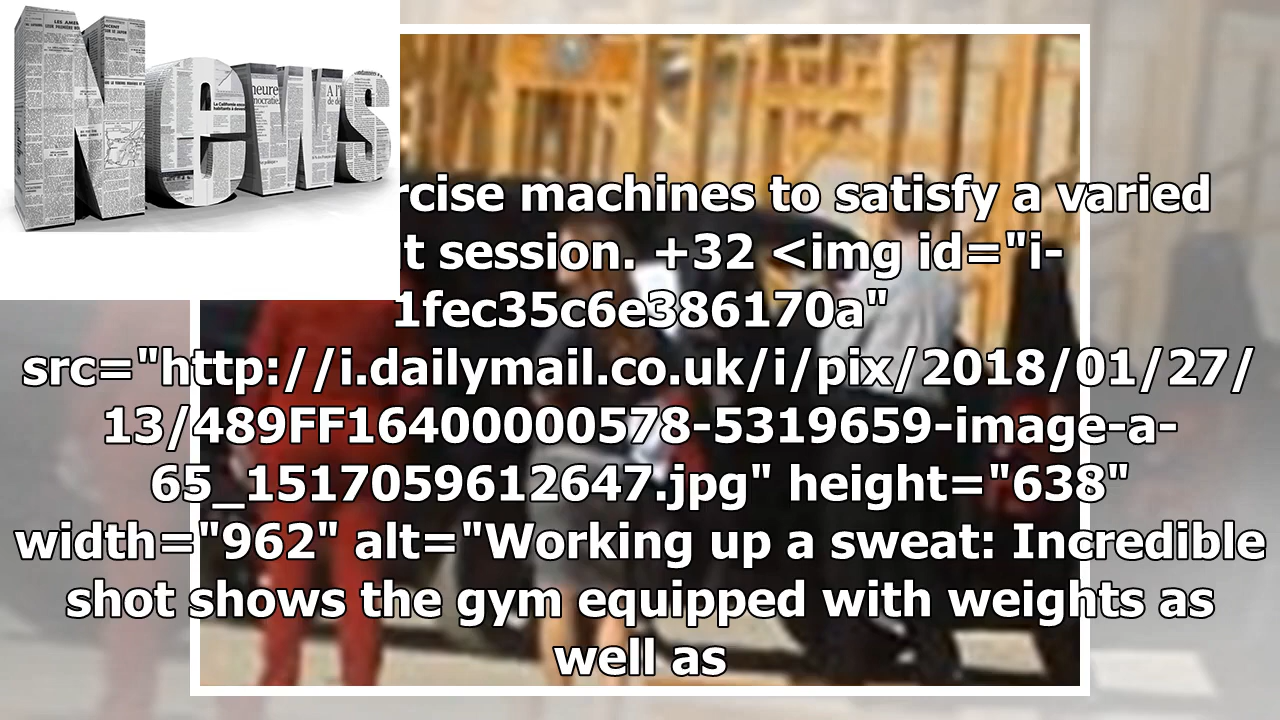 News
rcise machines to satisfy a varied
t session. +32 <img id="i-
1fec35c6e386170a"
src="http://i.dailymail.co.uk/i/pix/2018/01/27/
13/489FF16400000578-5319659-image-a-
65_1517059612647.jpg" height="638"
width="962" alt="Working up a sweat: Incredible
shot shows the gym equipped with weights as
well as